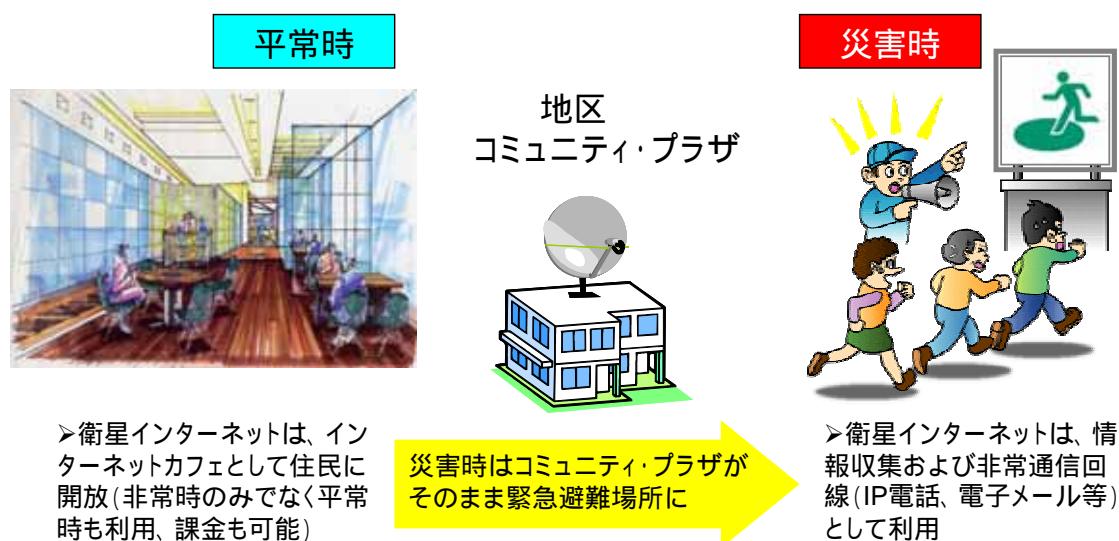 平常時
災害時
地区
コミュニティ・プラザ
➢衛星インターネットは、イン
ターネットカフェとして住民に
開放(非常時のみでなく平常
時も利用、課金も可能)
災害時はコミュニティ・プラザが
そのまま緊急避難場所に
➢衛星インターネットは、情
報収集および非常通信回
線(IP電話、電子メール等)
として利用